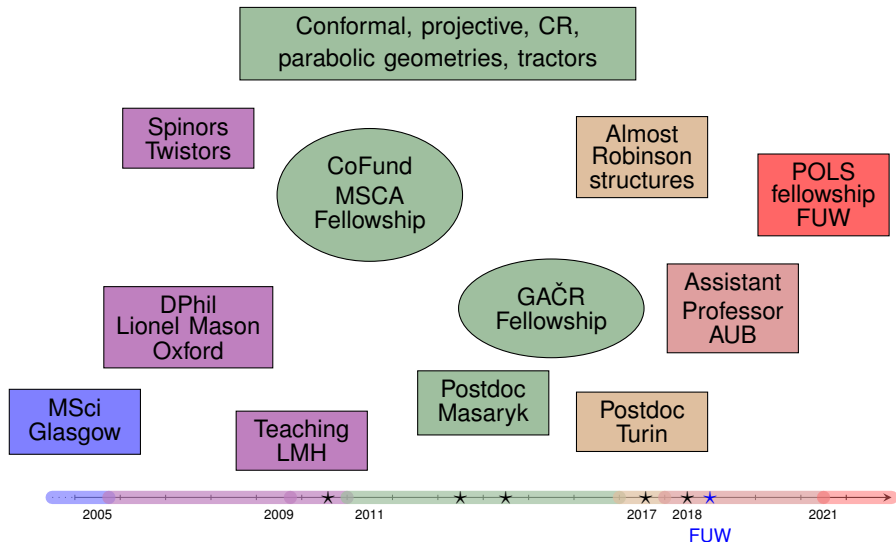 Conformal, projective, CR,
parabolic geometries, tractors
Spinors
Twistors
CoFund
MSCA
Fellowship
Almost
Robinson
structures
POLS
fellowship
FUW
DPhil
Lionel Mason
Oxford
GAČR
Fellowship
Assistant
Professor
AUB
MSci
Glasgow
Teaching
LMH
Postdoc
Masaryk
Postdoc
Turin
2005
2009
2011
2017
2018
2021
FUW